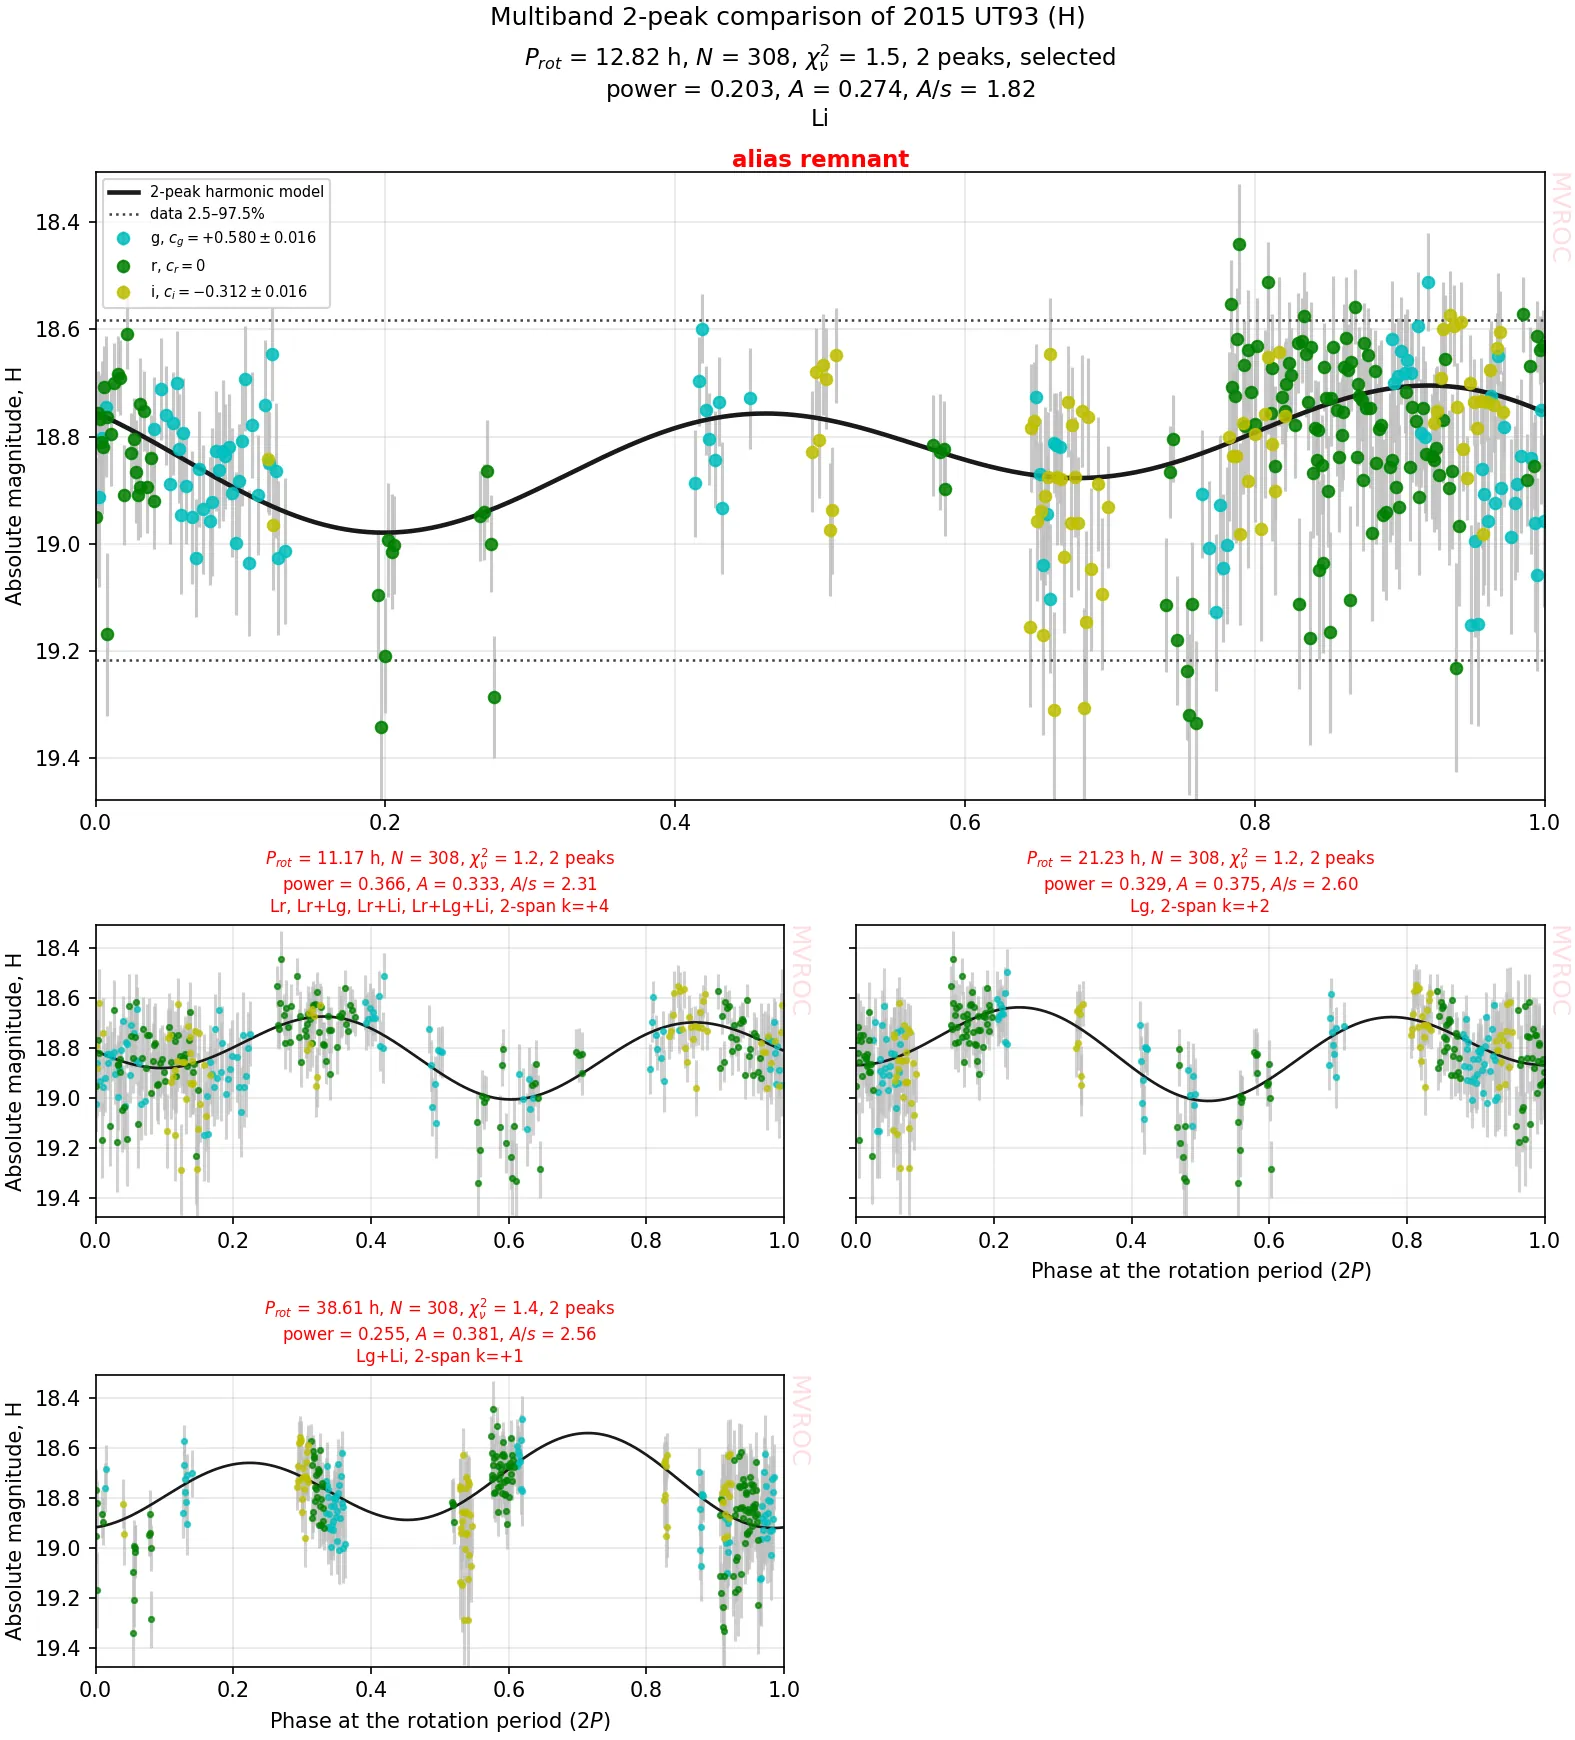 Multiband 2-peak comparison of 2015 UT93 (H)
P_rot = 12.82 h, N = 308, χ²_ν = 1.5, 2 peaks, selected
power = 0.203, A = 0.274, A/s = 1.82
Li
alias remnant
2-peak harmonic model
data 2.5–97.5%
g, c_g = +0.580 ± 0.016
r, c_r = 0
i, c_i = −0.312 ± 0.016
Absolute magnitude, H
18.4
18.6
18.8
19.0
19.2
19.4
0.0 0.2 0.4 0.6 0.8 1.0
MVROC
P_rot = 11.17 h, N = 308, χ²_ν = 1.2, 2 peaks
power = 0.366, A = 0.333, A/s = 2.31
Lr, Lr+Lg, Lr+Li, Lr+Lg+Li, 2-span k=+4
Absolute magnitude, H
18.4
18.6
18.8
19.0
19.2
19.4
0.0 0.2 0.4 0.6 0.8 1.0
MVROC
P_rot = 21.23 h, N = 308, χ²_ν = 1.2, 2 peaks
power = 0.329, A = 0.375, A/s = 2.60
Lg, 2-span k=+2
0.0 0.2 0.4 0.6 0.8 1.0
Phase at the rotation period (2P)
MVROC
P_rot = 38.61 h, N = 308, χ²_ν = 1.4, 2 peaks
power = 0.255, A = 0.381, A/s = 2.56
Lg+Li, 2-span k=+1
Absolute magnitude, H
18.4
18.6
18.8
19.0
19.2
19.4
0.0 0.2 0.4 0.6 0.8 1.0
Phase at the rotation period (2P)
MVROC